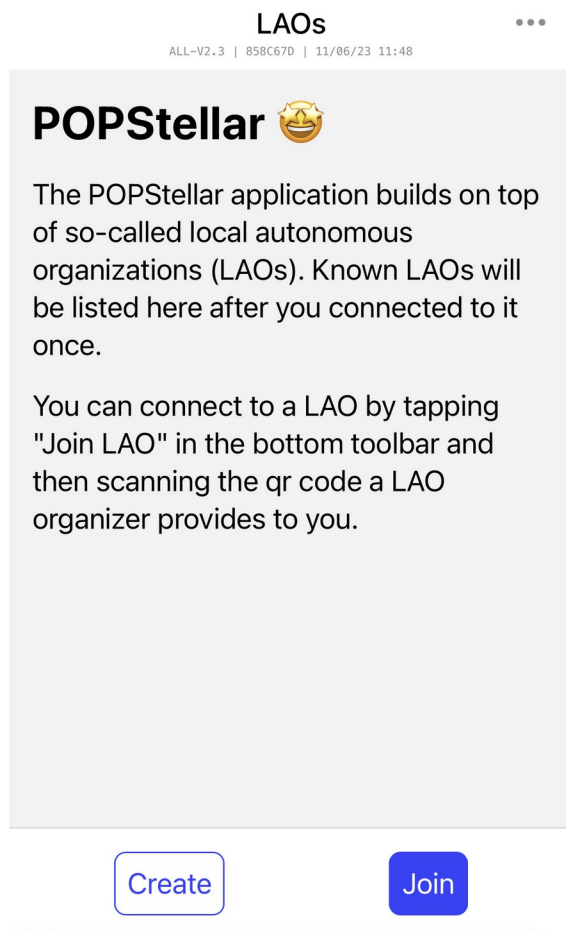 LAOs
ALL-V2.3 | 858C67D | 11/06/23 11:48
POPStellar 🤩
The POPStellar application builds on top
of so-called local autonomous
organizations (LAOs). Known LAOs will
be listed here after you connected to it
once.
You can connect to a LAO by tapping
"Join LAO" in the bottom toolbar and
then scanning the qr code a LAO
organizer provides to you.
Create
Join